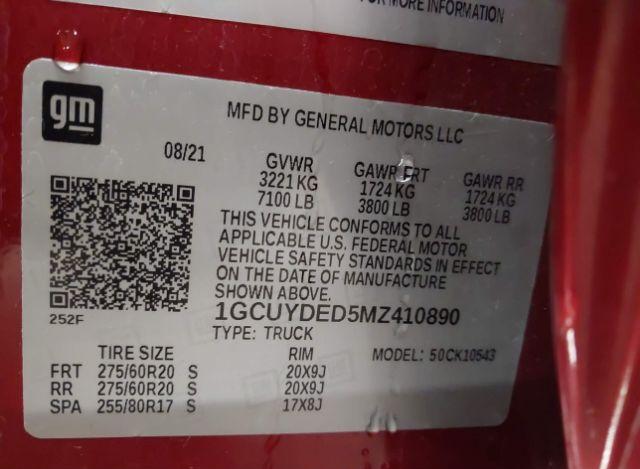 FOR MORE INFORMATION
gm
MFD BY GENERAL MOTORS LLC
08/21 GVWR GAWR FRT GAWR RR
3221 KG 1724 KG 1724 KG
7100 LB 3800 LB 3800 LB
THIS VEHICLE CONFORMS TO ALL
APPLICABLE U.S. FEDERAL MOTOR
VEHICLE SAFETY STANDARDS IN EFFECT
ON THE DATE OF MANUFACTURE
SHOWN ABOVE.
252F
1GCUYDED5MZ410890
TYPE: TRUCK
TIRE SIZE RIM MODEL: 50CK10543
FRT 275/60R20 S 20X9J
RR 275/60R20 S 20X9J
SPA 255/80R17 S 17X8J